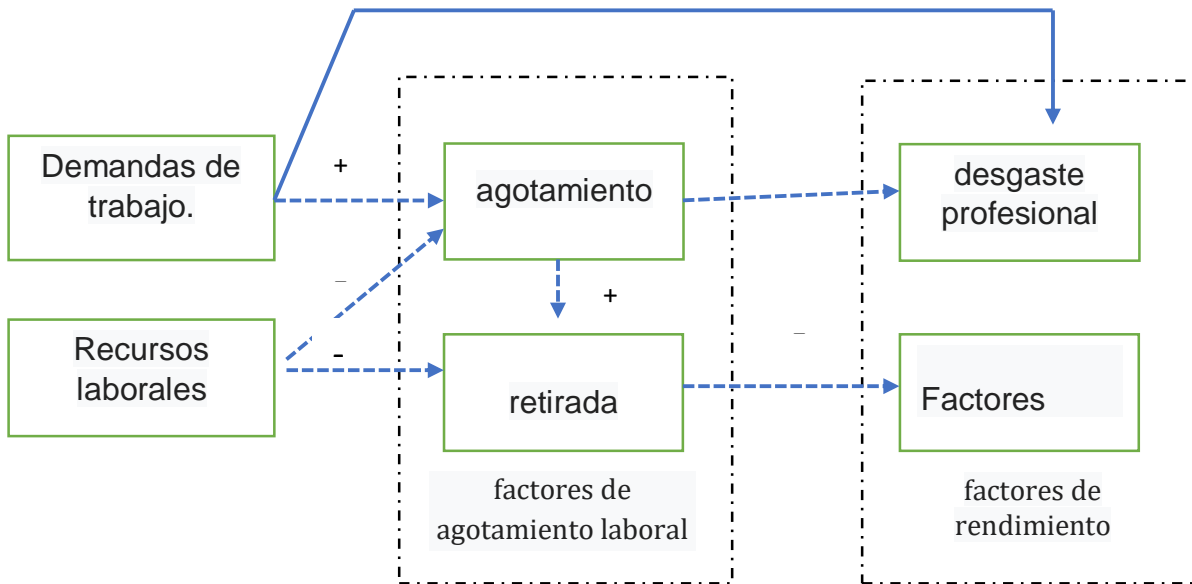 Demandas de
trabajo.
+
agotamiento
desgaste
profesional
–
+
Recursos
laborales
-
retirada
–
Factores
factores de
agotamiento laboral
factores de
rendimiento